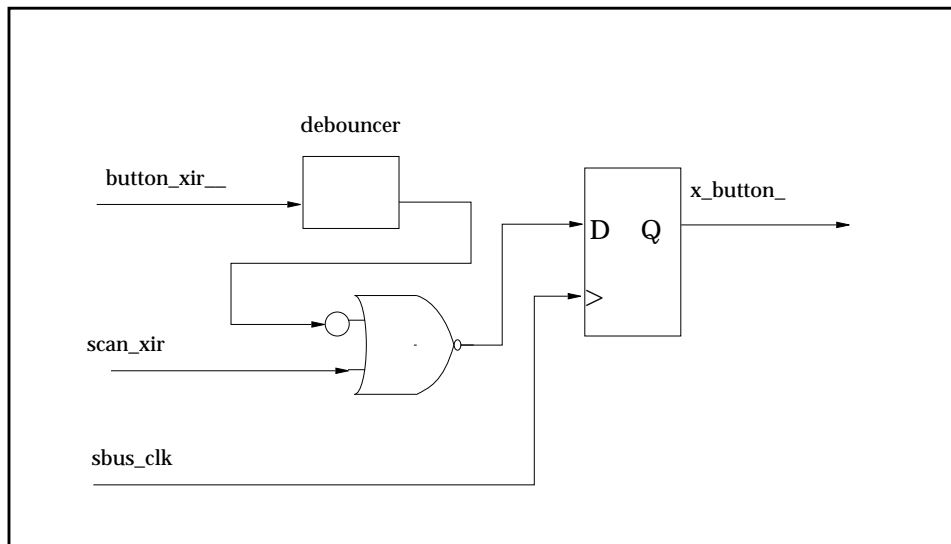 debouncer
button_xir__
x_button_
D Q
scan_xir
sbus_clk